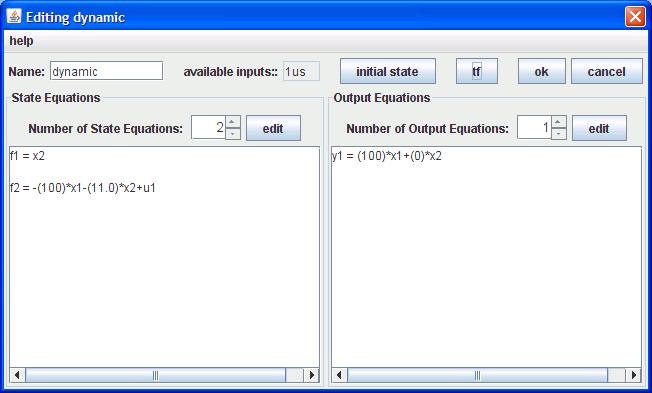 Editing dynamic
help
Name: dynamic available inputs:: 1us initial state tf ok cancel
State Equations
Number of State Equations: 2 edit
f1 = x2
f2 = -(100)*x1-(11.0)*x2+u1
Output Equations
Number of Output Equations: 1 edit
y1 = (100)*x1+(0)*x2